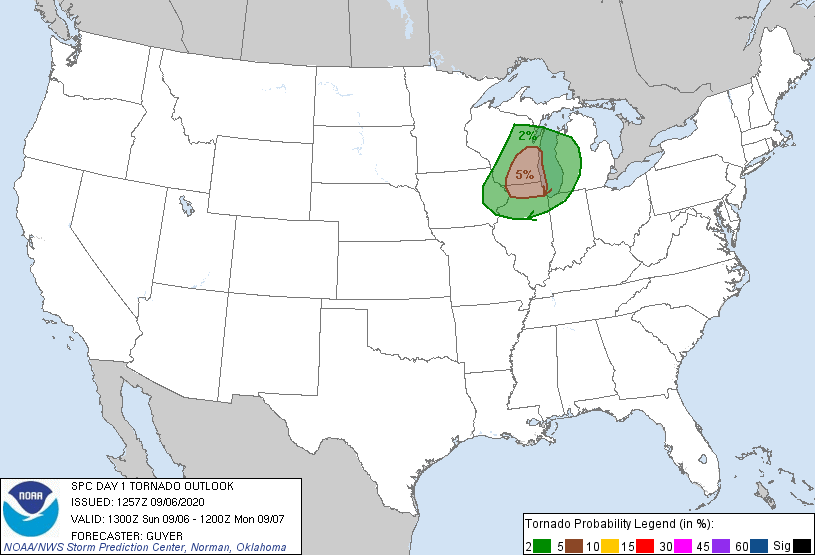 2%
5%
NOAA
SPC DAY 1 TORNADO OUTLOOK
ISSUED: 1257Z 09/06/2020
VALID: 1300Z Sun 09/06 - 1200Z Mon 09/07
FORECASTER: GUYER
NOAA/NWS Storm Prediction Center, Norman, Oklahoma
Tornado Probability Legend (in %):
2 5 10 15 30 45 60 Sig